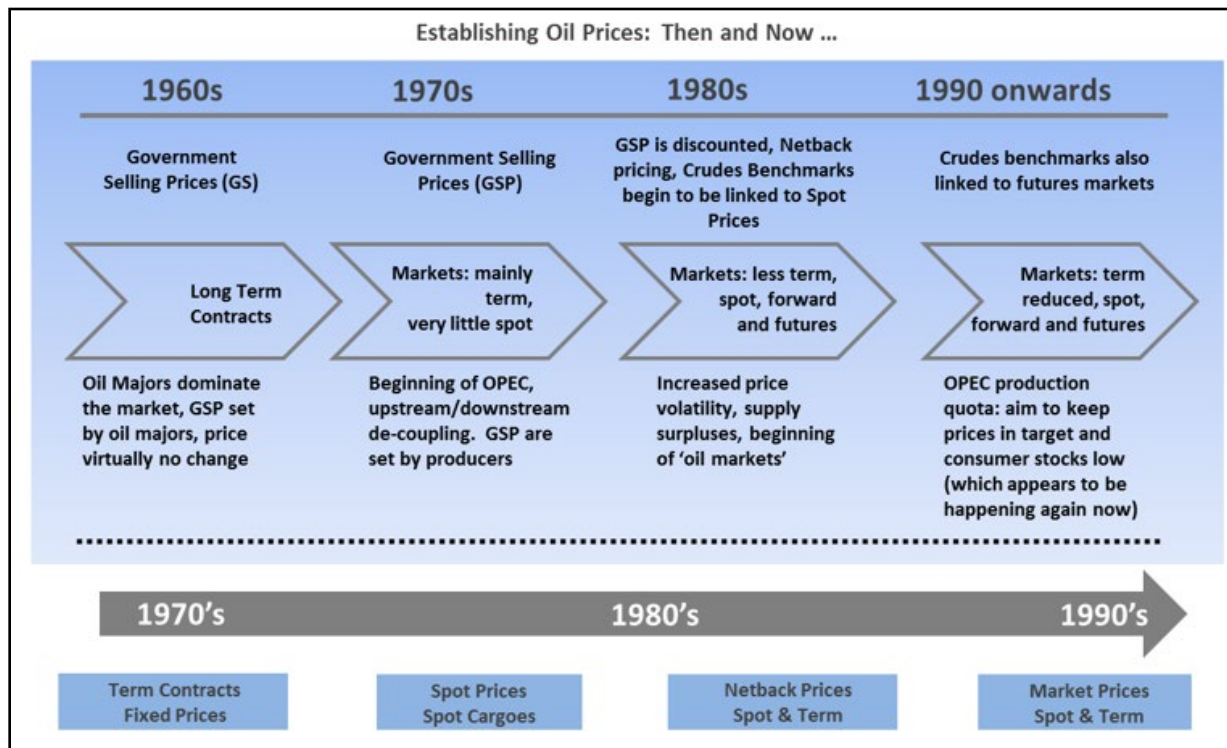 Establishing Oil Prices: Then and Now ...
1960s
1970s
1980s
1990 onwards
Government
Selling Prices (GS)
Government Selling
Prices (GSP)
GSP is discounted, Netback
pricing, Crudes Benchmarks
begin to be linked to Spot
Prices
Crudes benchmarks also
linked to futures markets
Long Term
Contracts
Markets: mainly
term,
very little spot
Markets: less term,
spot, forward
and futures
Markets: term
reduced, spot,
forward and futures
Oil Majors dominate
the market, GSP set
by oil majors, price
virtually no change
Beginning of OPEC,
upstream/downstream
de-coupling. GSP are
set by producers
Increased price
volatility, supply
surpluses, beginning
of ‘oil markets’
OPEC production
quota: aim to keep
prices in target and
consumer stocks low
(which appears to be
happening again now)
1970’s
1980’s
1990’s
Term Contracts
Fixed Prices
Spot Prices
Spot Cargoes
Netback Prices
Spot & Term
Market Prices
Spot & Term